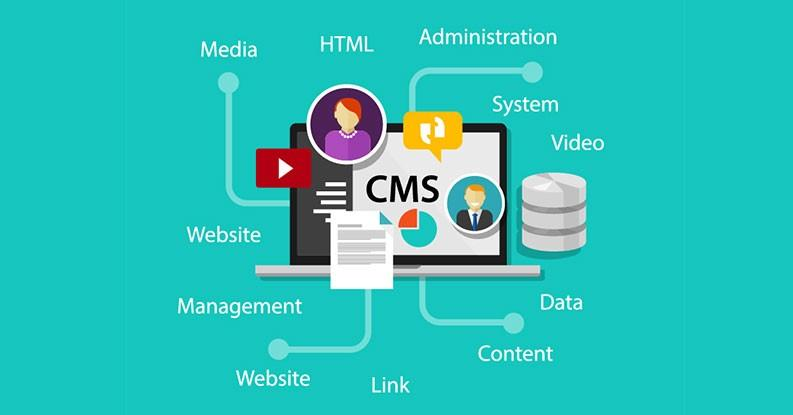 Media
HTML
Administration
System
Video
CMS
Website
Management
Data
Content
Website
Link